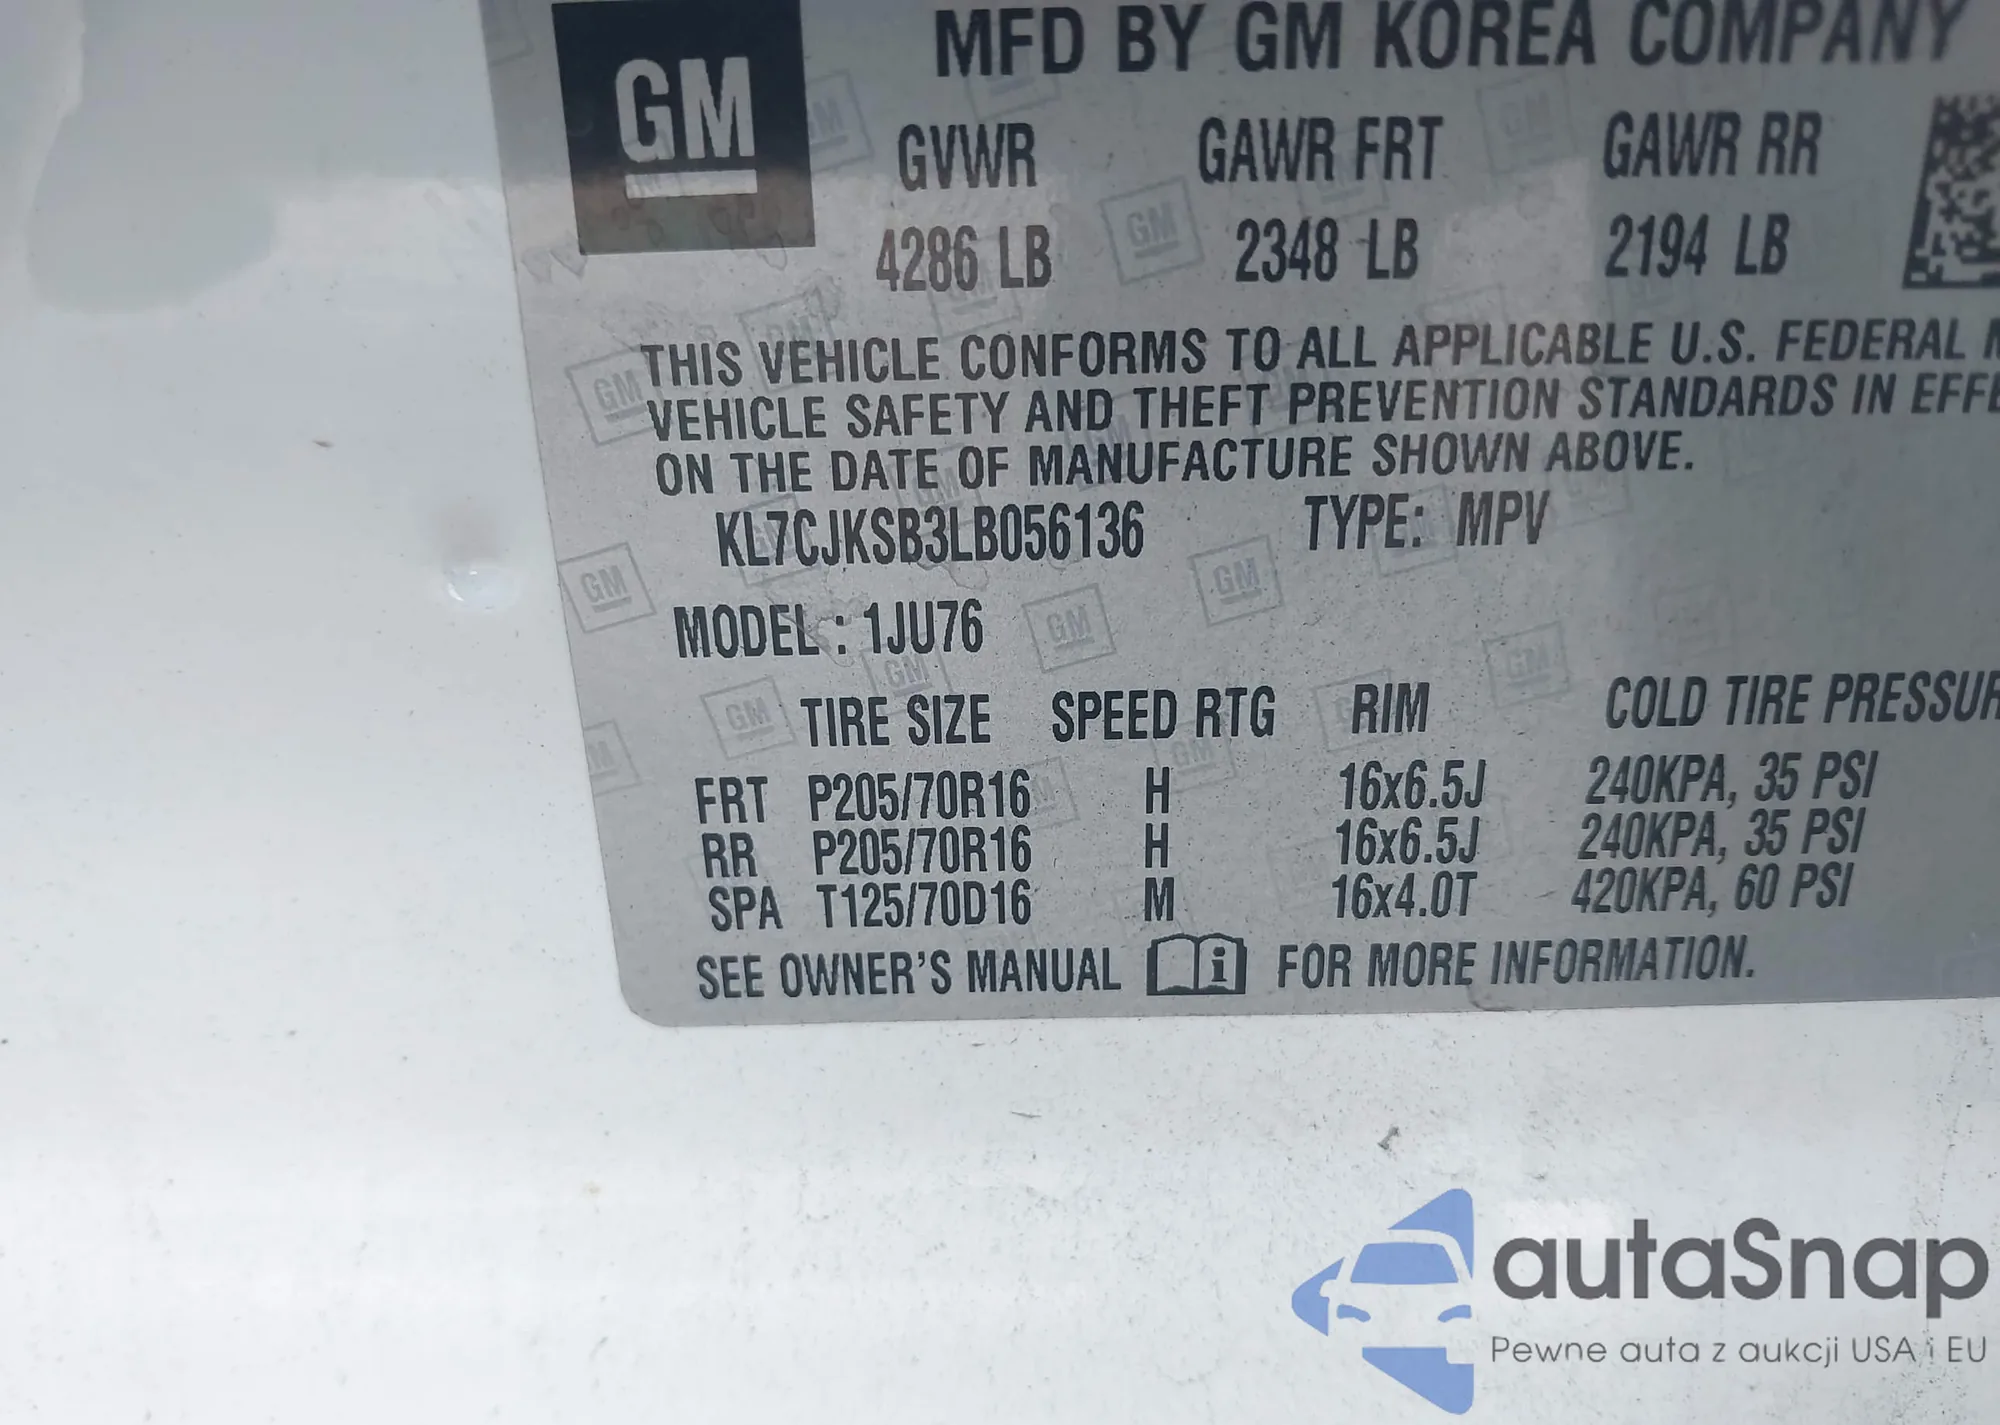 GM
MFD BY GM KOREA COMPANY
GVWR GAWR FRT GAWR RR
4286 LB 2348 LB 2194 LB
THIS VEHICLE CONFORMS TO ALL APPLICABLE U.S. FEDERAL
VEHICLE SAFETY AND THEFT PREVENTION STANDARDS IN EFFE
ON THE DATE OF MANUFACTURE SHOWN ABOVE.
KL7CJKSB3LB056136 TYPE: MPV
MODEL : 1JU76
TIRE SIZE SPEED RTG RIM COLD TIRE PRESSUR
FRT P205/70R16 H 16x6.5J 240KPA, 35 PSI
RR P205/70R16 H 16x6.5J 240KPA, 35 PSI
SPA T125/70D16 M 16x4.0T 420KPA, 60 PSI
SEE OWNER'S MANUAL i FOR MORE INFORMATION.
autaSnap
Pewne auta z aukcji USA i EU